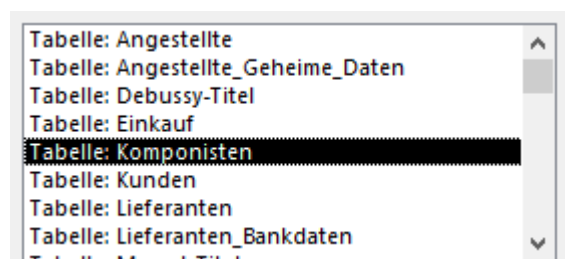 Tabelle: Angestellte
Tabelle: Angestellte_Geheime_Daten
Tabelle: Debussy-Titel
Tabelle: Einkauf
Tabelle: Komponisten
Tabelle: Kunden
Tabelle: Lieferanten
Tabelle: Lieferanten_Bankdaten